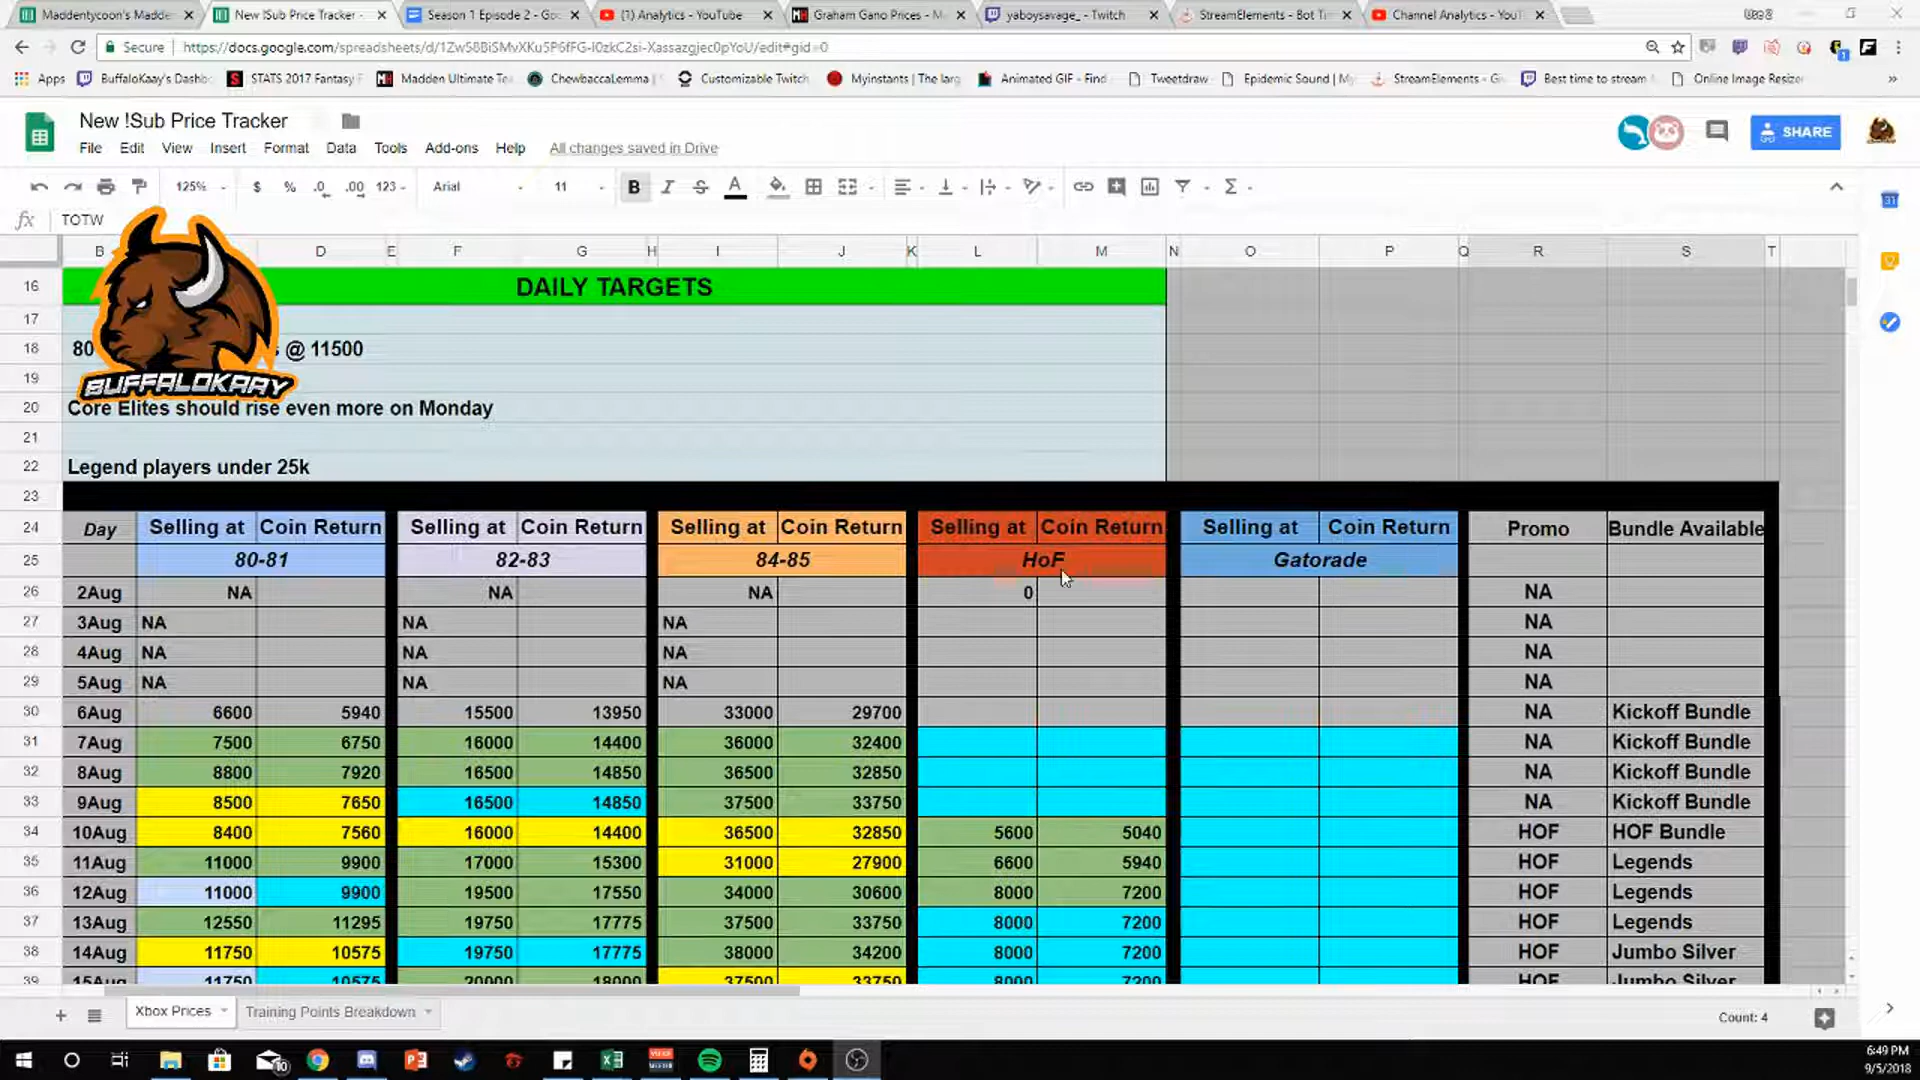 Maddentycoon's Madde
New !Sub Price Tracker -
Season 1 Episode 2 - Go
(1) Analytics - YouTube
Graham Gano Prices - M
yaboysavage_ - Twitch
StreamElements - Bot Ti
Channel Analytics - YouT
Secure
https://docs.google.com/spreadsheets/d/1Zw58BiSMvXKu5P6fFG-I0zkC2si-Xassazgjec0pYoU/edit#gid=0
Apps
BuffaloKaay's Dashb
STATS 2017 Fantasy F
Madden Ultimate Te
ChewbaccaLemma |
Customizable Twitch
Myinstants | The larg
Animated GIF - Find
Tweetdraw
Epidemic Sound | My
StreamElements - G
Best time to stream
Online Image Resizer
New !Sub Price Tracker
SHARE
File Edit View Insert Format Data Tools Add-ons Help All changes saved in Drive
125% $ % .0 .00 123 Arial 11 B I S A
fx TOTW
B D E F G H I J K L M N O P Q R S T
16 DAILY TARGETS
17
18 80 s @ 11500
BUFFALOKAAY
19
20 Core Elites should rise even more on Monday
21
22 Legend players under 25k
23
24 Day Selling at Coin Return Selling at Coin Return Selling at Coin Return Selling at Coin Return Selling at Coin Return Promo Bundle Available
25 80-81 82-83 84-85 HoF Gatorade
26 2Aug NA NA NA 0 NA
27 3Aug NA NA NA NA
28 4Aug NA NA NA NA
29 5Aug NA NA NA NA
30 6Aug 6600 5940 15500 13950 33000 29700 NA Kickoff Bundle
31 7Aug 7500 6750 16000 14400 36000 32400 NA Kickoff Bundle
32 8Aug 8800 7920 16500 14850 36500 32850 NA Kickoff Bundle
33 9Aug 8500 7650 16500 14850 37500 33750 NA Kickoff Bundle
34 10Aug 8400 7560 16000 14400 36500 32850 5600 5040 HOF HOF Bundle
35 11Aug 11000 9900 17000 15300 31000 27900 6600 5940 HOF Legends
36 12Aug 11000 9900 19500 17550 34000 30600 8000 7200 HOF Legends
37 13Aug 12550 11295 19750 17775 37500 33750 8000 7200 HOF Legends
38 14Aug 11750 10575 19750 17775 38000 34200 8000 7200 HOF Jumbo Silver
39 15Aug 11750 10575 20000 18000 37500 33750 8000 7200 HOF Jumbo Silver
Xbox Prices
Training Points Breakdown
Count: 4
10
6:49 PM
9/5/2018